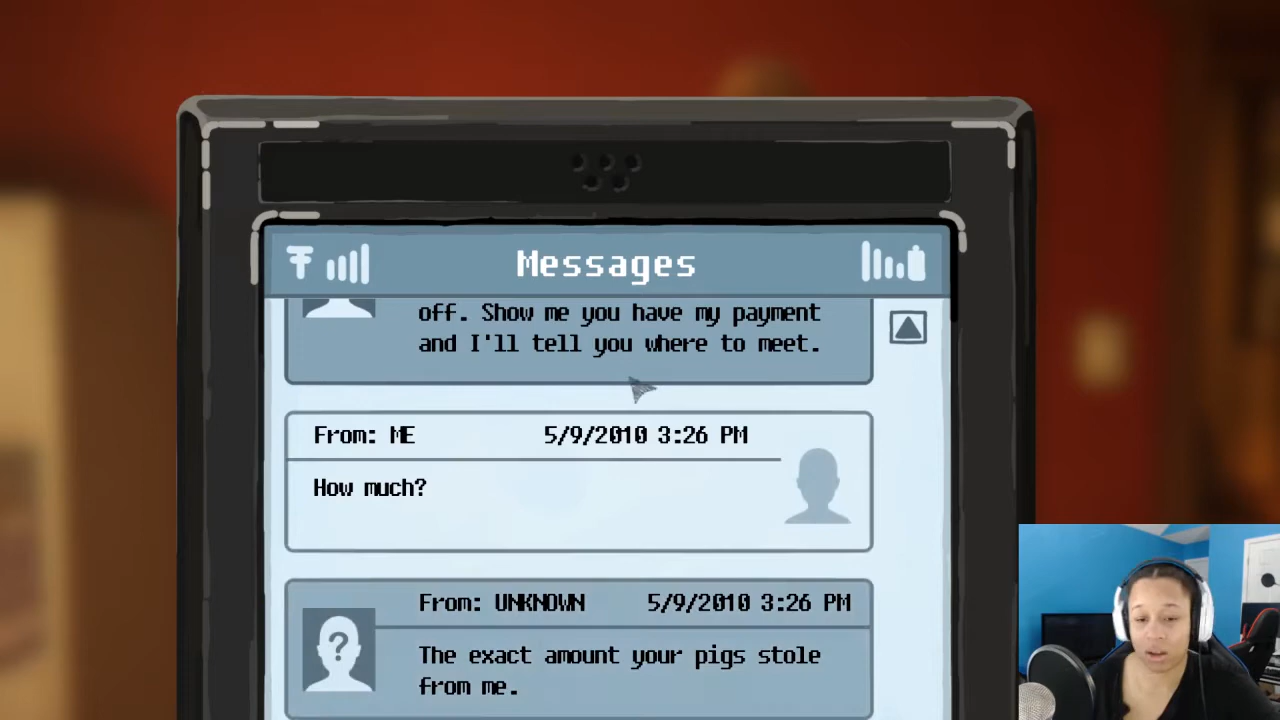 Messages
off. Show me you have my payment
and I'll tell you where to meet.
From: ME 5/9/2010 3:26 PM
How much?
From: UNKNOWN 5/9/2010 3:26 PM
?
The exact amount your pigs stole
from me.